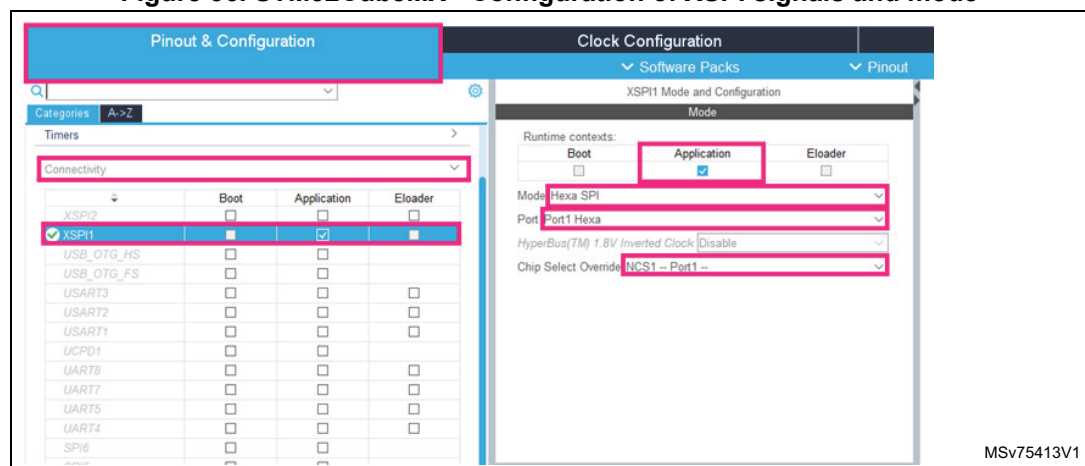 Pinout & Configuration
Clock Configuration
Software Packs
Pinout
Categories A->Z
Timers
Connectivity
Boot Application Eloader
XSPI2
XSPI1
USB_OTG_HS
USB_OTG_FS
USART3
USART2
USART1
UCPD1
UART8
UART7
UART5
UART4
SPI6
XSPI1 Mode and Configuration
Mode
Runtime contexts:
Boot Application Eloader
Mode Hexa SPI
Port Port1 Hexa
HyperBus(TM) 1.8V Inverted Clock Disable
Chip Select Override NCS1 -- Port1 --
MSv75413V1